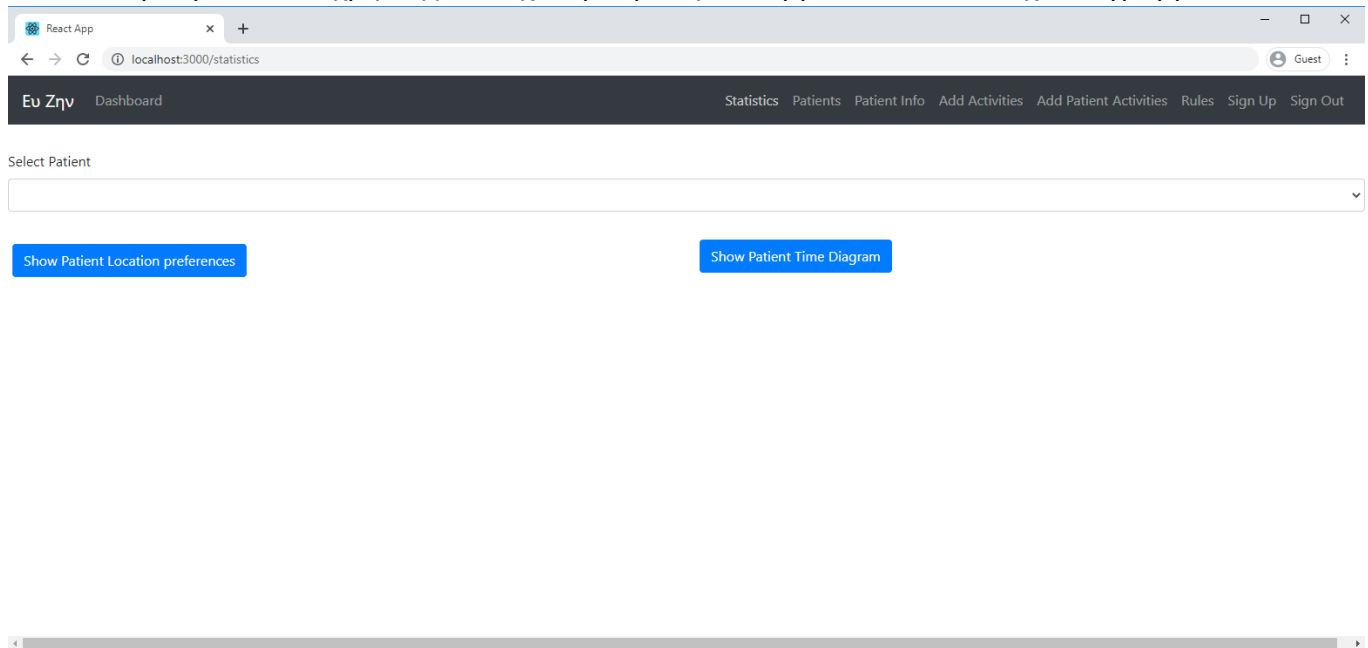 React App
localhost:3000/statistics
Guest
Ευ Ζην Dashboard Statistics Patients Patient Info Add Activities Add Patient Activities Rules Sign Up Sign Out
Select Patient
Show Patient Location preferences Show Patient Time Diagram